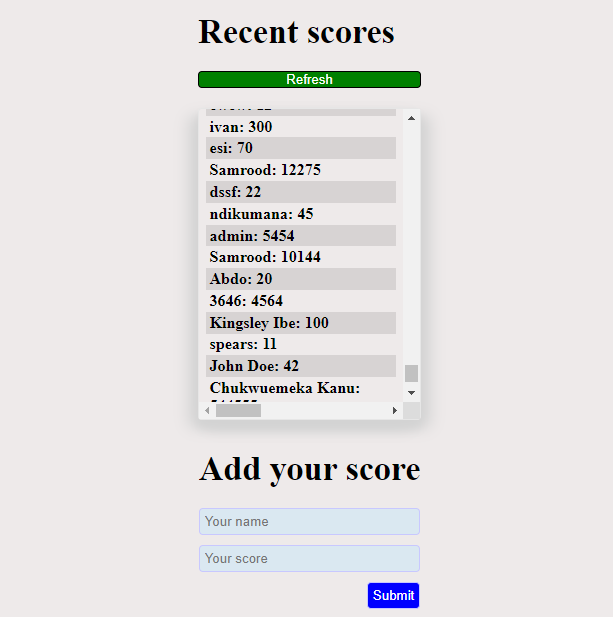 Recent scores
Refresh
ivan: 300
esi: 70
Samrood: 12275
dssf: 22
ndikumana: 45
admin: 5454
Samrood: 10144
Abdo: 20
3646: 4564
Kingsley Ibe: 100
spears: 11
John Doe: 42
Chukwuemeka Kanu:
Add your score
Your name
Your score
Submit